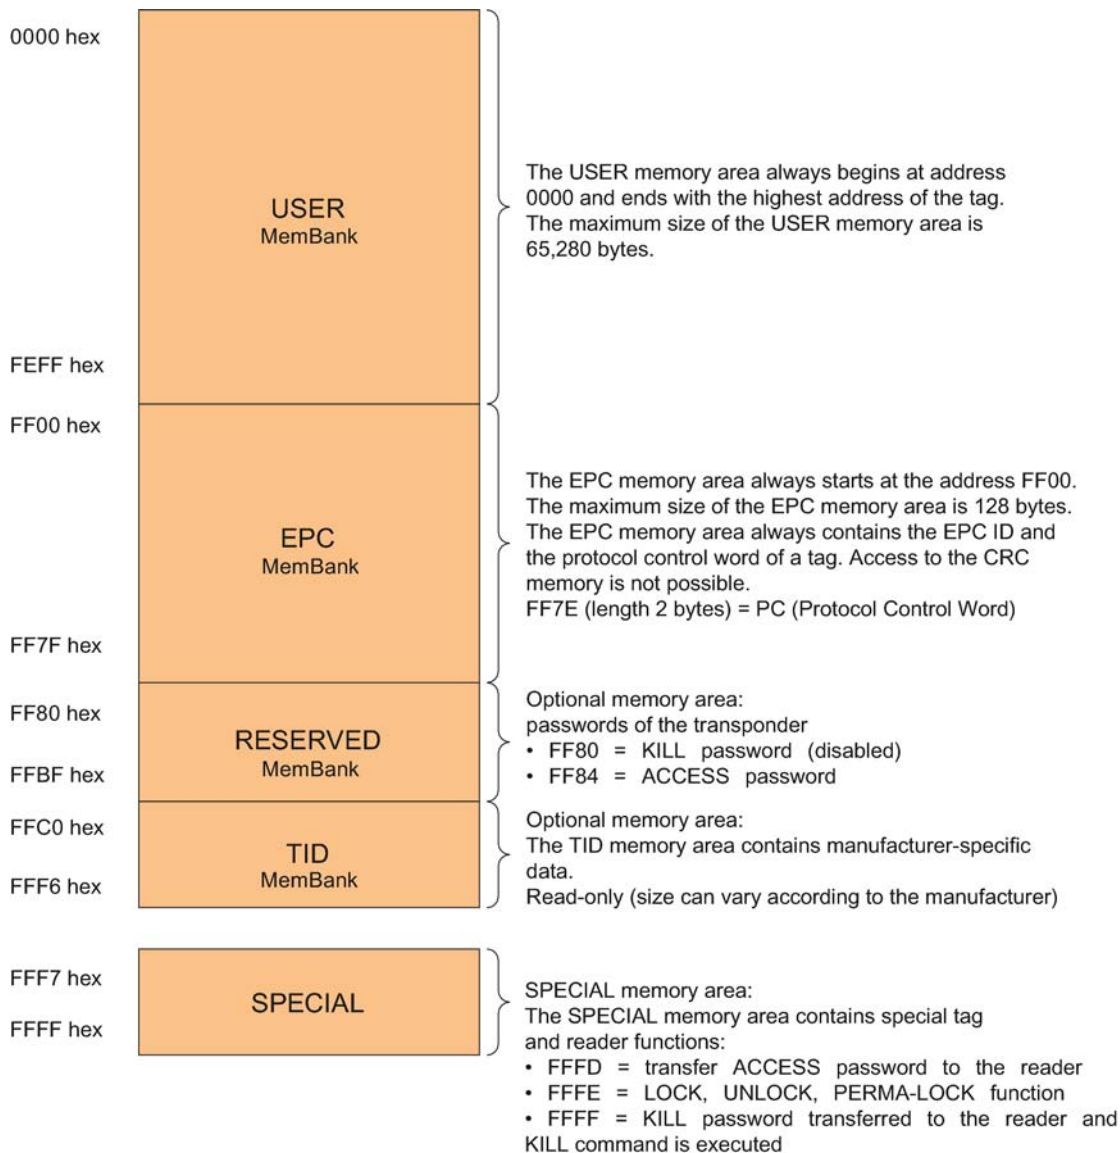 0000 hex
USER
MemBank
The USER memory area always begins at address
0000 and ends with the highest address of the tag.
The maximum size of the USER memory area is
65,280 bytes.
FEFF hex
FF00 hex
EPC
MemBank
The EPC memory area always starts at the address FF00.
The maximum size of the EPC memory area is 128 bytes.
The EPC memory area always contains the EPC ID and
the protocol control word of a tag. Access to the CRC
memory is not possible.
FF7E (length 2 bytes) = PC (Protocol Control Word)
FF7F hex
FF80 hex
RESERVED
MemBank
FFBF hex
Optional memory area:
passwords of the transponder
• FF80 = KILL password (disabled)
• FF84 = ACCESS password
FFC0 hex
TID
MemBank
FFF6 hex
Optional memory area:
The TID memory area contains manufacturer-specific
data.
Read-only (size can vary according to the manufacturer)
FFF7 hex
SPECIAL
FFFF hex
SPECIAL memory area:
The SPECIAL memory area contains special tag
and reader functions:
• FFFD = transfer ACCESS password to the reader
• FFFE = LOCK, UNLOCK, PERMA-LOCK function
• FFFF = KILL password transferred to the reader and
KILL command is executed